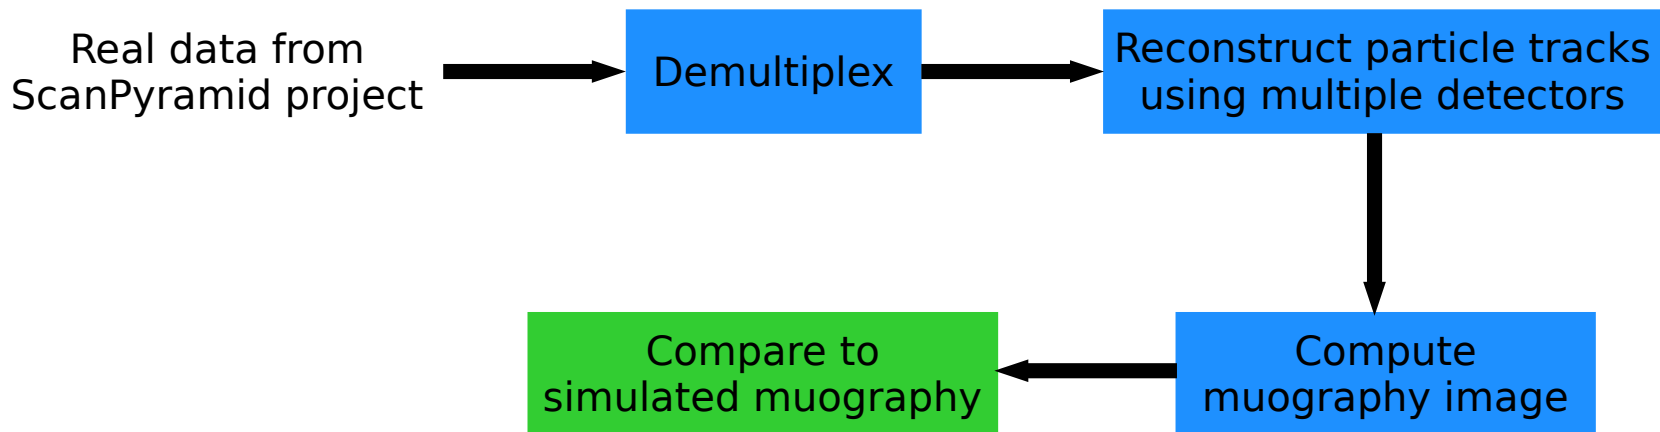 Real data from
ScanPyramid project
Demultiplex
Reconstruct particle tracks
using multiple detectors
Compute
muography image
Compare to
simulated muography